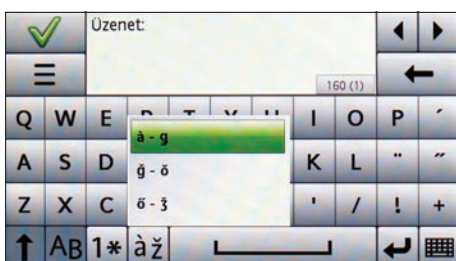 Üzenet:
160 (1)
Q W E I O P ´
à - g
A S D K L ¨ ˝
ğ - ŏ
Z X C ' / ! +
ő - ǯ
AB 1* àž